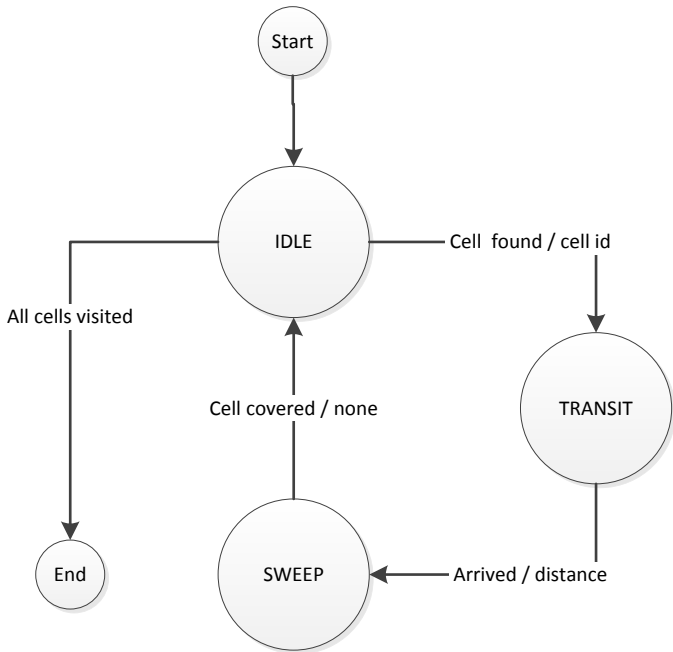 Start
IDLE
Cell found / cell id
All cells visited
TRANSIT
Cell covered / none
End
SWEEP
Arrived / distance